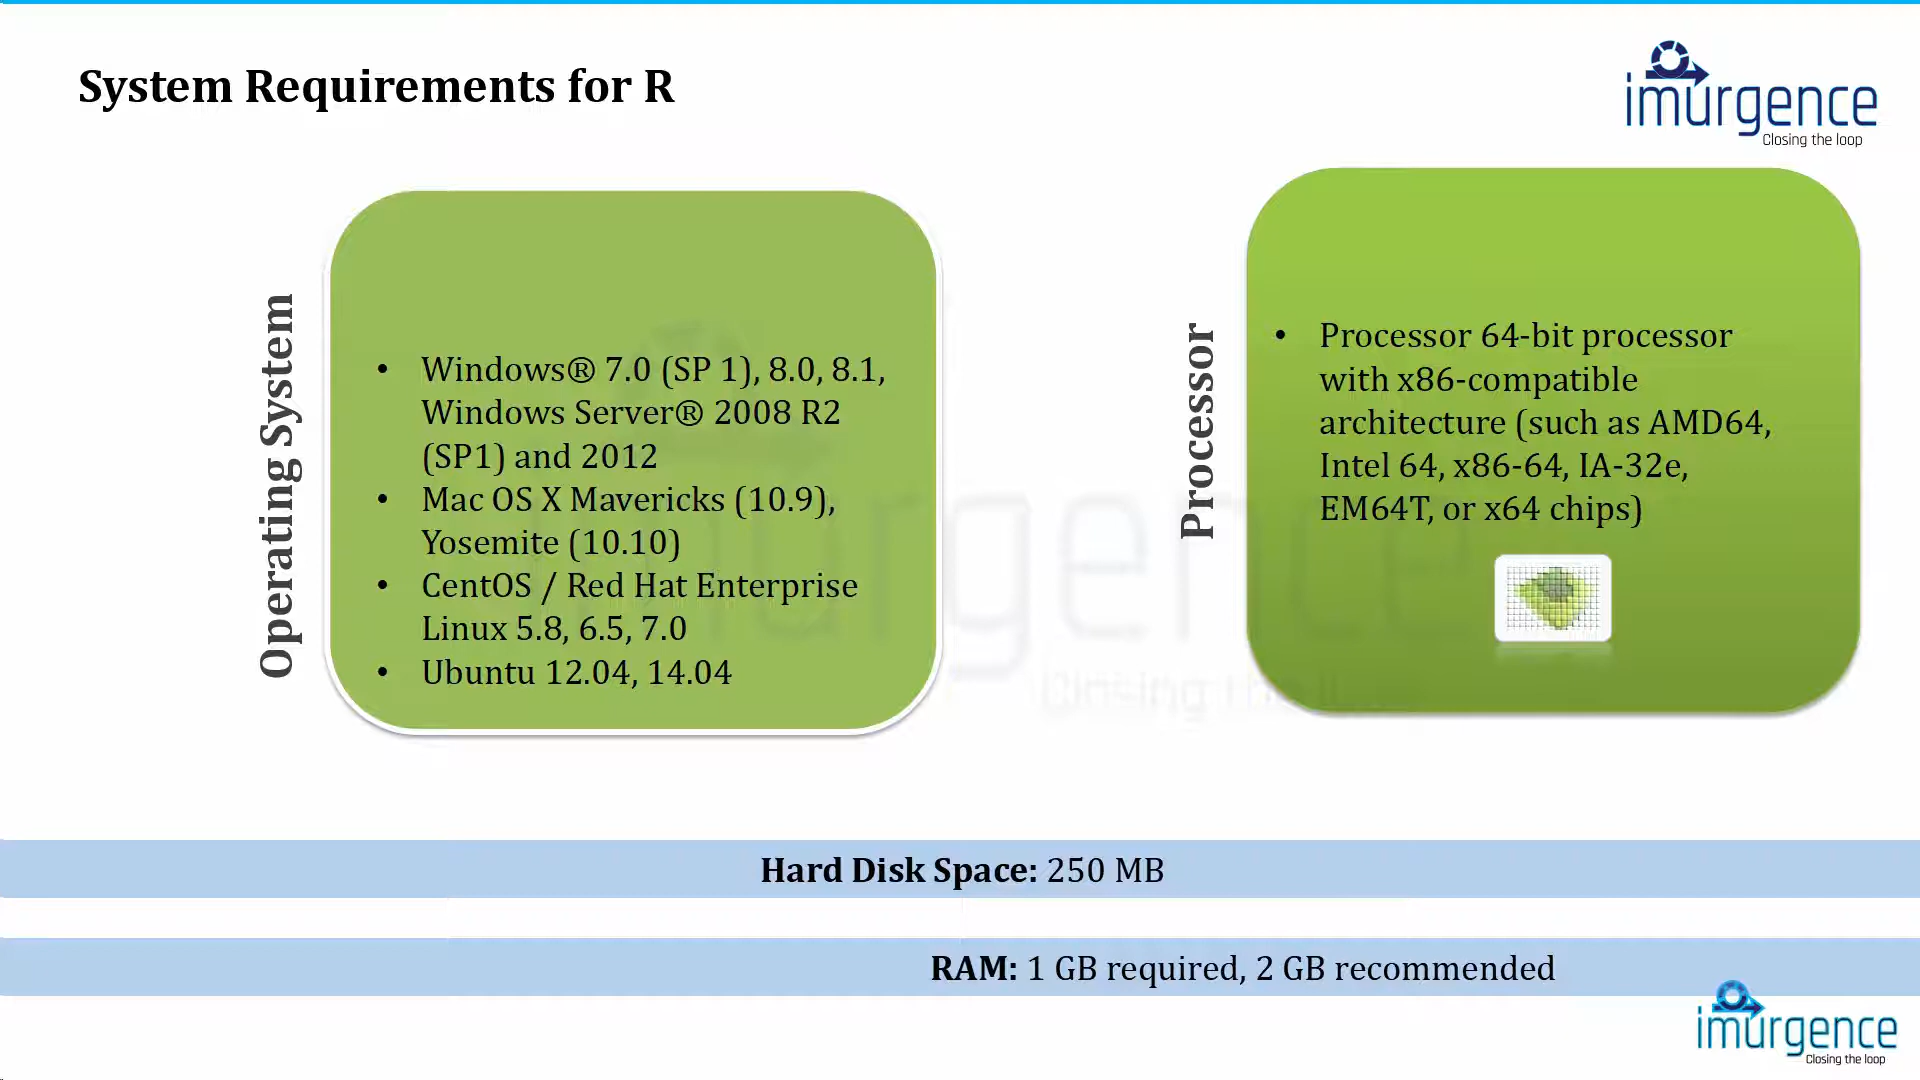 System Requirements for R
imurgence
Closing the loop
Operating System
• Windows® 7.0 (SP 1), 8.0, 8.1,
Windows Server® 2008 R2
(SP1) and 2012
• Mac OS X Mavericks (10.9),
Yosemite (10.10)
• CentOS / Red Hat Enterprise
Linux 5.8, 6.5, 7.0
• Ubuntu 12.04, 14.04
Processor
• Processor 64-bit processor
with x86-compatible
architecture (such as AMD64,
Intel 64, x86-64, IA-32e,
EM64T, or x64 chips)
imurgence
Closing the
Hard Disk Space: 250 MB
RAM: 1 GB required, 2 GB recommended
imurgence
Closing the loop